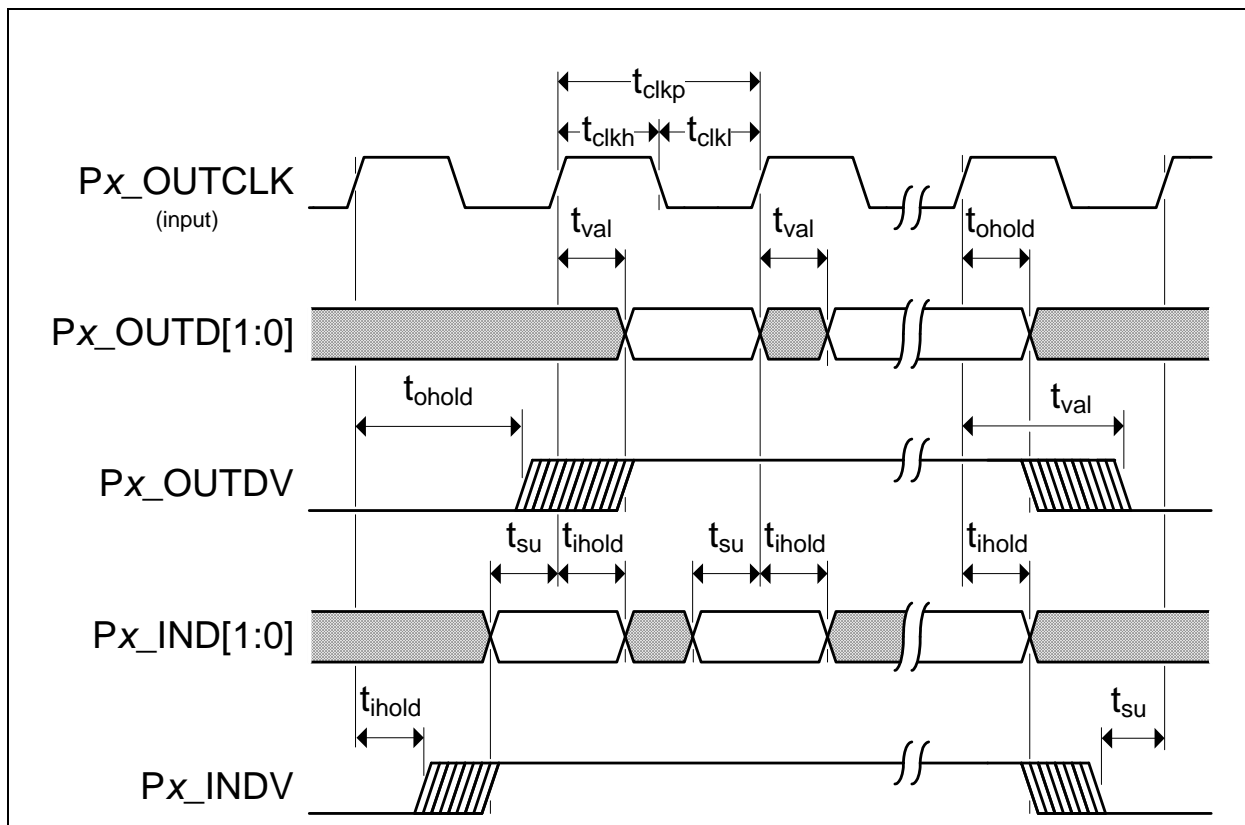 tclkp
tclkh tclkl
Px_OUTCLK
(input)
tval tval tohold
Px_OUTD[1:0]
tohold tval
Px_OUTDV
tsu tihold tsu tihold tihold
Px_IND[1:0]
tihold tsu
Px_INDV